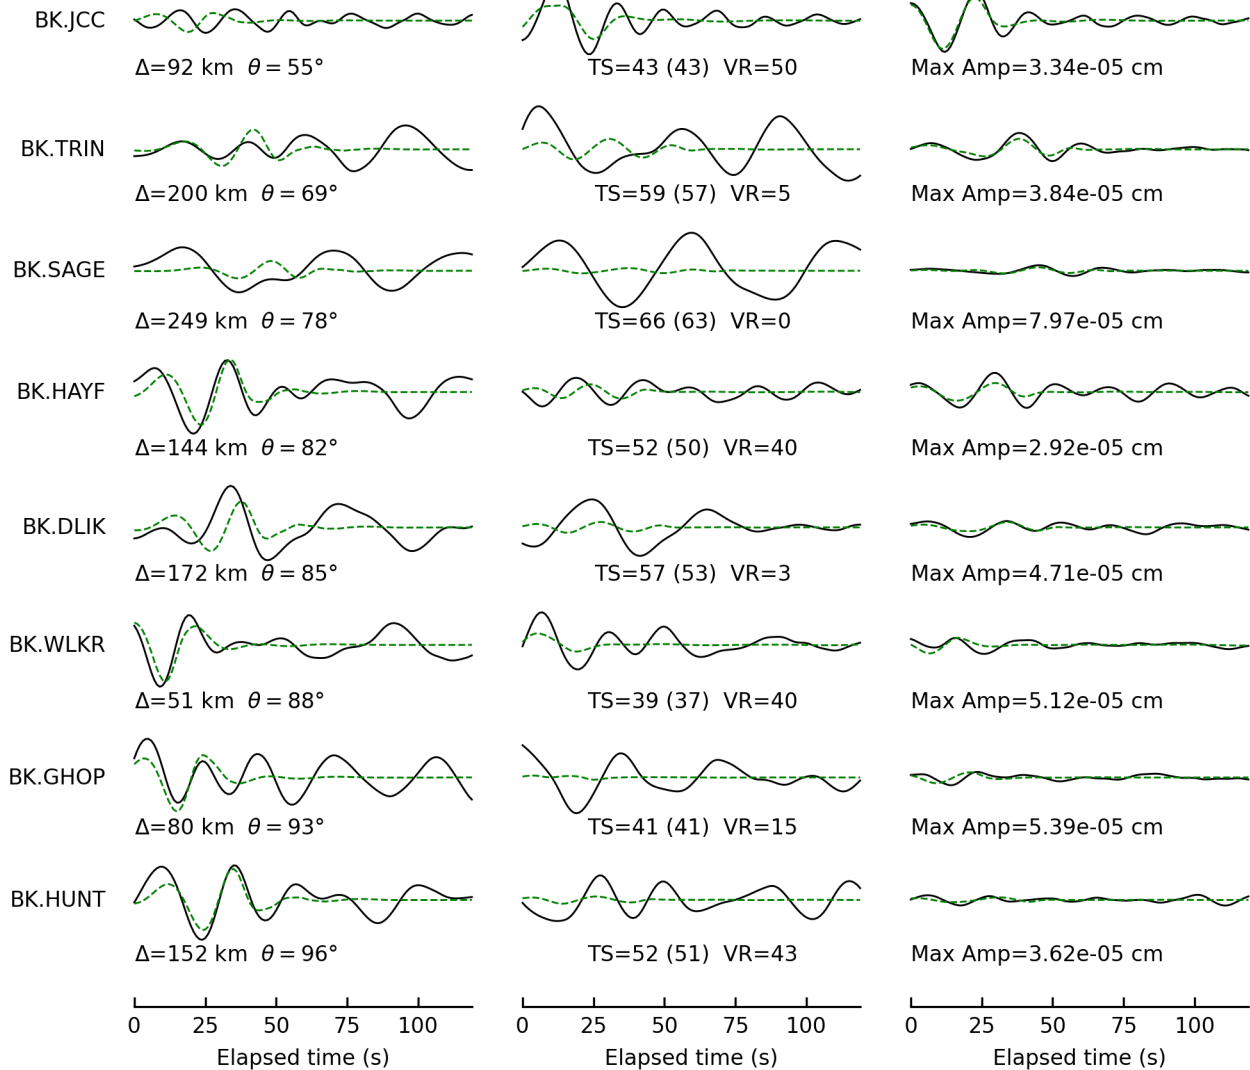 BK.JCC
Δ=92 km θ = 55° TS=43 (43) VR=50 Max Amp=3.34e-05 cm
BK.TRIN
Δ=200 km θ = 69° TS=59 (57) VR=5 Max Amp=3.84e-05 cm
BK.SAGE
Δ=249 km θ = 78° TS=66 (63) VR=0 Max Amp=7.97e-05 cm
BK.HAYF
Δ=144 km θ = 82° TS=52 (50) VR=40 Max Amp=2.92e-05 cm
BK.DLIK
Δ=172 km θ = 85° TS=57 (53) VR=3 Max Amp=4.71e-05 cm
BK.WLKR
Δ=51 km θ = 88° TS=39 (37) VR=40 Max Amp=5.12e-05 cm
BK.GHOP
Δ=80 km θ = 93° TS=41 (41) VR=15 Max Amp=5.39e-05 cm
BK.HUNT
Δ=152 km θ = 96° TS=52 (51) VR=43 Max Amp=3.62e-05 cm
0 25 50 75 100 0 25 50 75 100 0 25 50 75 100
Elapsed time (s) Elapsed time (s) Elapsed time (s)